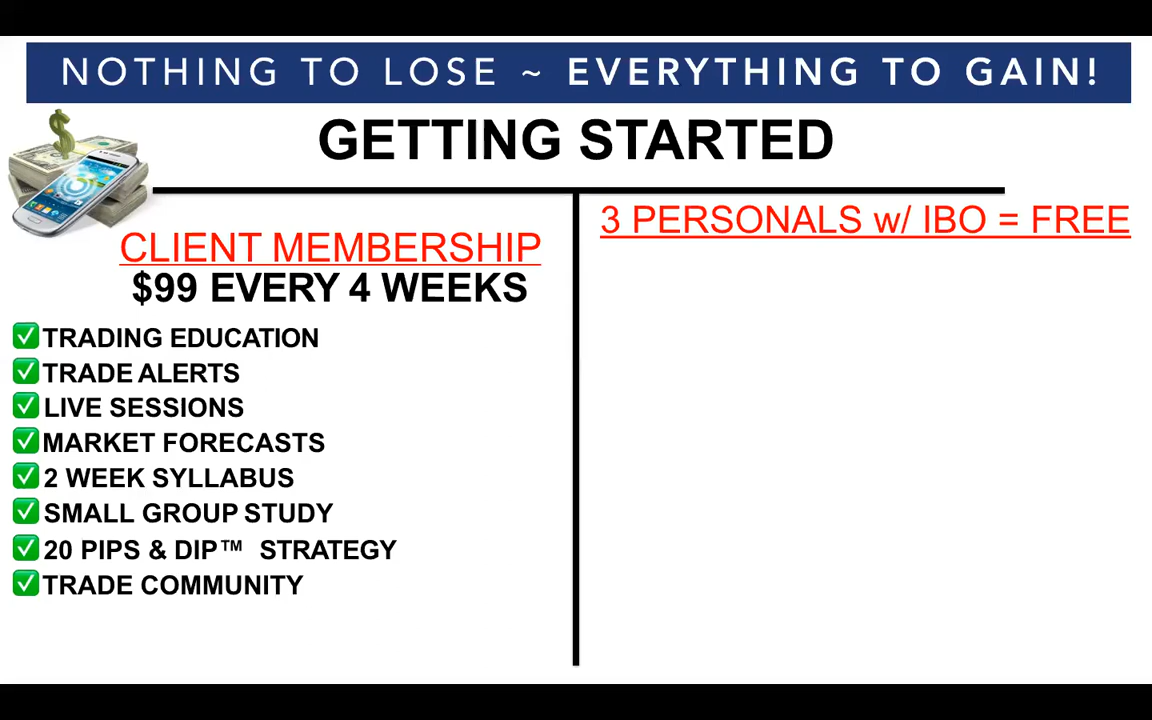 NOTHING TO LOSE ~ EVERYTHING TO GAIN!
GETTING STARTED
CLIENT MEMBERSHIP
$99 EVERY 4 WEEKS
✅TRADING EDUCATION
✅TRADE ALERTS
✅LIVE SESSIONS
✅MARKET FORECASTS
✅2 WEEK SYLLABUS
✅SMALL GROUP STUDY
✅20 PIPS & DIP™ STRATEGY
✅TRADE COMMUNITY
3 PERSONALS w/ IBO = FREE